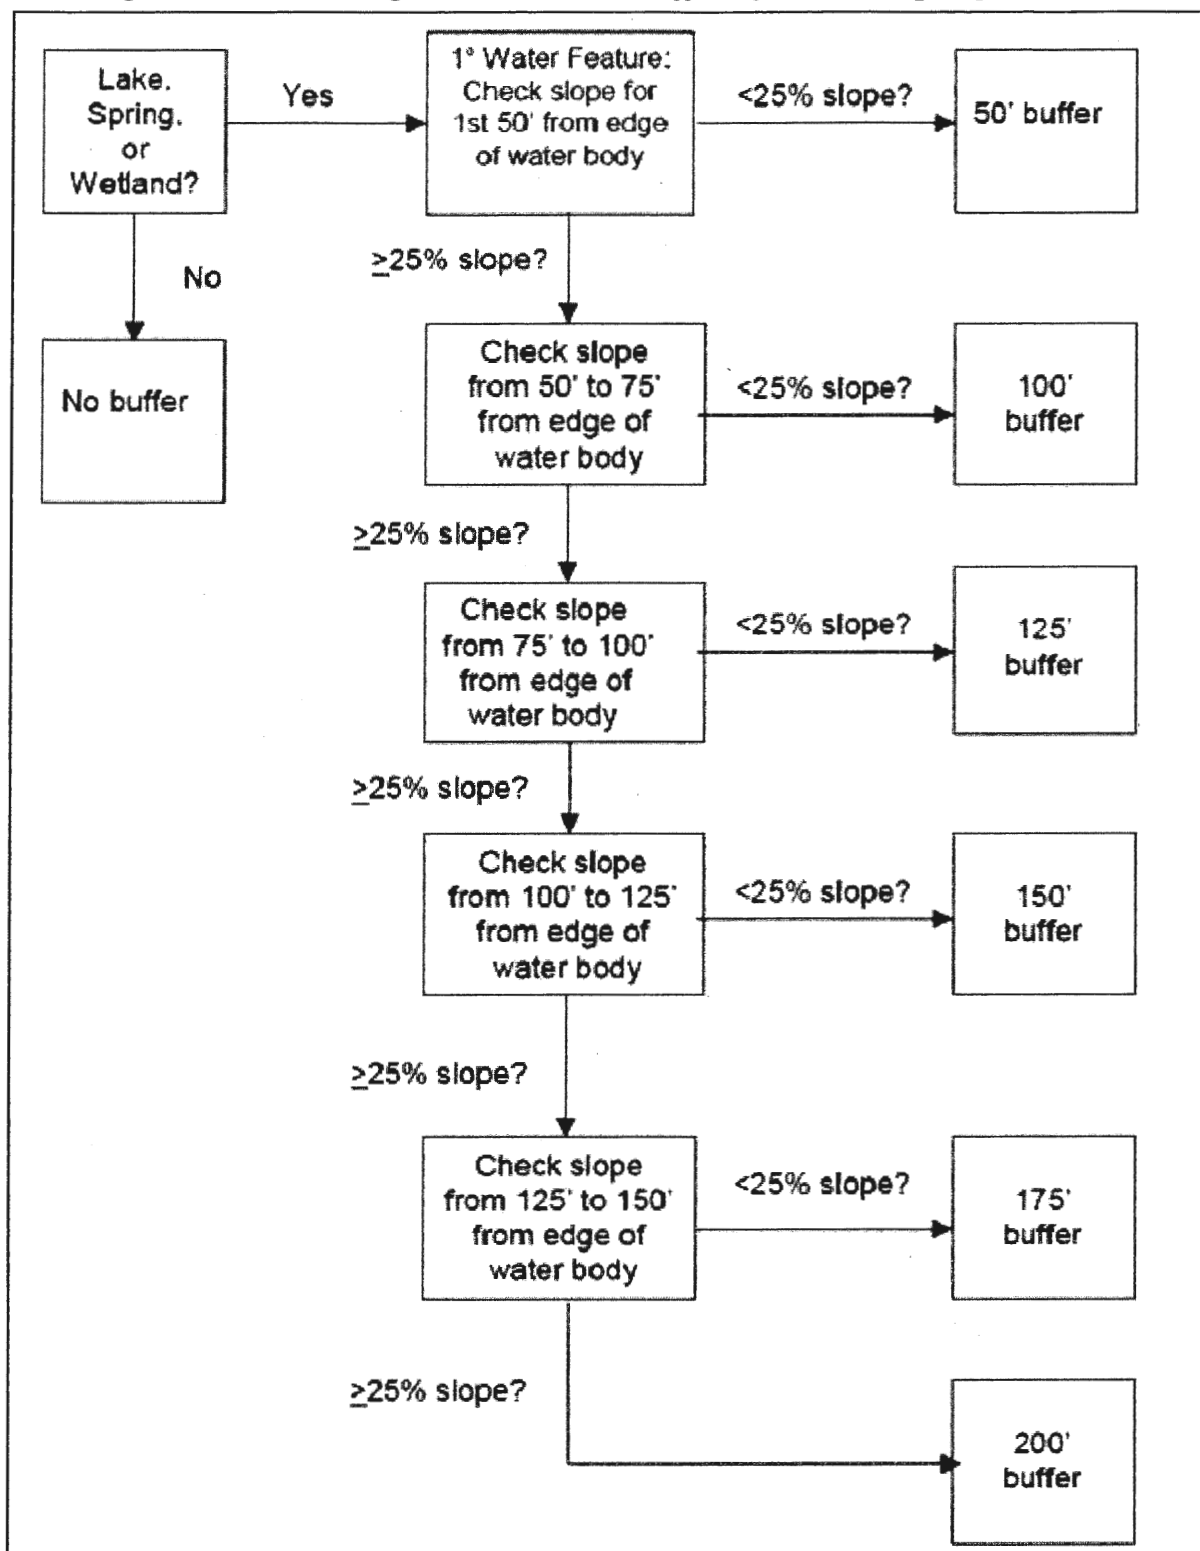 Lake.
Spring.
or
Wetland?
Yes
1° Water Feature:
Check slope for
1st 50' from edge
of water body
<25% slope?
50' buffer
No
≥25% slope?
No buffer
Check slope
from 50' to 75'
from edge of
water body
<25% slope?
100'
buffer
≥25% slope?
Check slope
from 75' to 100'
from edge of
water body
<25% slope?
125'
buffer
≥25% slope?
Check slope
from 100' to 125'
from edge of
water body
<25% slope?
150'
buffer
≥25% slope?
Check slope
from 125' to 150'
from edge of
water body
<25% slope?
175'
buffer
≥25% slope?
200'
buffer